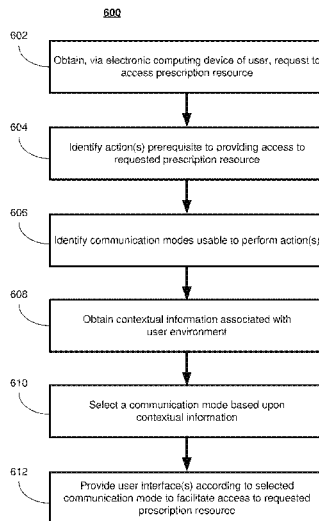 600
602
Obtain, via electronic computing device of user, request to
access prescription resource
604
Identify action(s) prerequisite to providing access to
requested prescription resource
606
Identify communication modes usable to perform action(s)
608
Obtain contextual information associated with
user environment
610
Select a communication mode based upon
contextual information
612
Provide user interface(s) according to selected
communication mode to facilitate access to requested
prescription resource